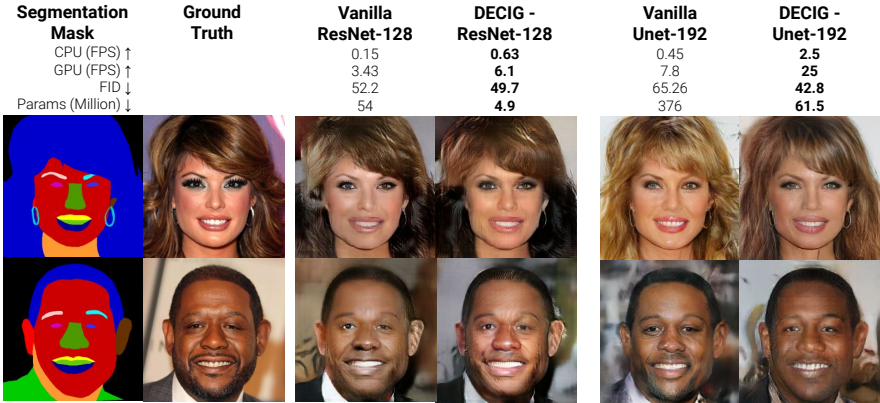 Segmentation Mask
Ground Truth
Vanilla ResNet-128
DECIG - ResNet-128
Vanilla Unet-192
DECIG - Unet-192
CPU (FPS) ↑ 0.15 0.63 0.45 2.5
GPU (FPS) ↑ 3.43 6.1 7.8 25
FID ↓ 52.2 49.7 65.26 42.8
Params (Million) ↓ 54 4.9 376 61.5